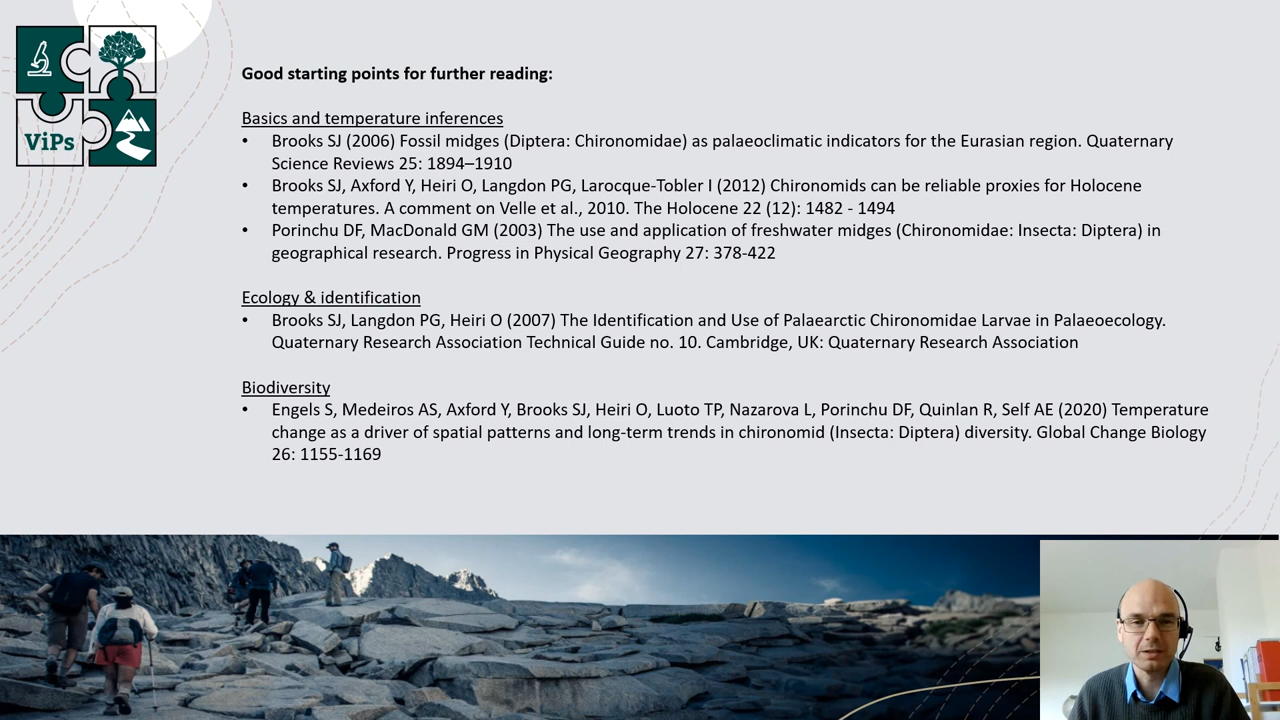 ViPs
Good starting points for further reading:
Basics and temperature inferences
• Brooks SJ (2006) Fossil midges (Diptera: Chironomidae) as palaeoclimatic indicators for the Eurasian region. Quaternary
Science Reviews 25: 1894–1910
• Brooks SJ, Axford Y, Heiri O, Langdon PG, Larocque-Tobler I (2012) Chironomids can be reliable proxies for Holocene
temperatures. A comment on Velle et al., 2010. The Holocene 22 (12): 1482 - 1494
• Porinchu DF, MacDonald GM (2003) The use and application of freshwater midges (Chironomidae: Insecta: Diptera) in
geographical research. Progress in Physical Geography 27: 378-422
Ecology & identification
• Brooks SJ, Langdon PG, Heiri O (2007) The Identification and Use of Palaearctic Chironomidae Larvae in Palaeoecology.
Quaternary Research Association Technical Guide no. 10. Cambridge, UK: Quaternary Research Association
Biodiversity
• Engels S, Medeiros AS, Axford Y, Brooks SJ, Heiri O, Luoto TP, Nazarova L, Porinchu DF, Quinlan R, Self AE (2020) Temperature
change as a driver of spatial patterns and long-term trends in chironomid (Insecta: Diptera) diversity. Global Change Biology
26: 1155-1169